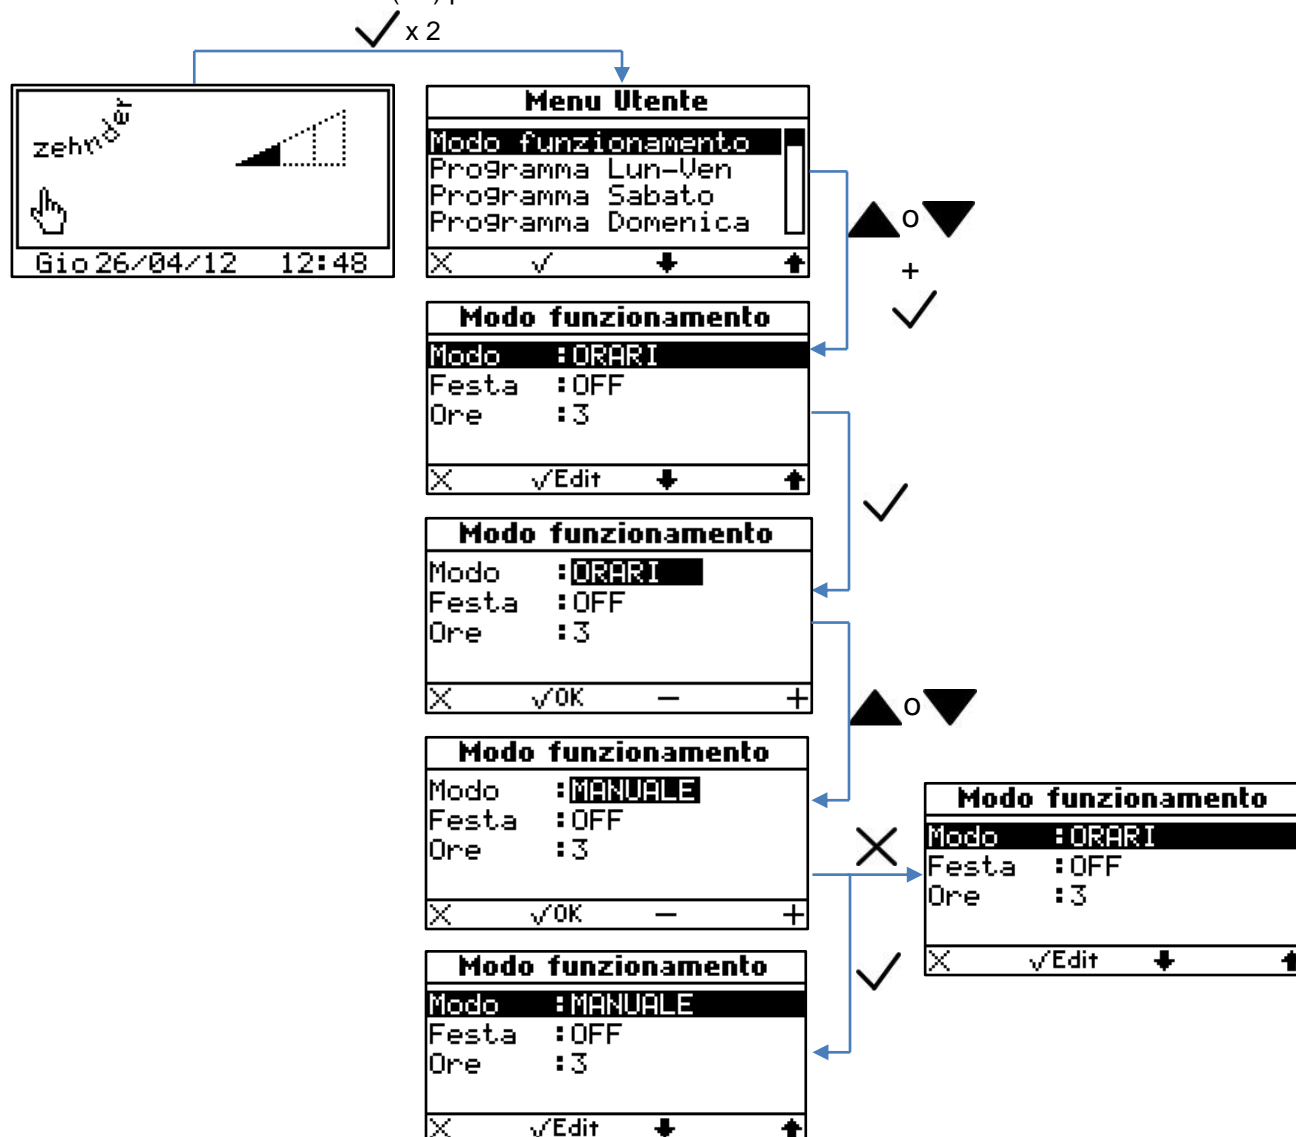 x 2
zehnder
Gio 26/04/12 12:48
Menu Utente
Modo funzionamento
Programma Lun-Ven
Programma Sabato
Programma Domenica
o
+
Modo funzionamento
Modo :ORARI
Festa :OFF
Ore :3
Edit
Modo funzionamento
Modo :ORARI
Festa :OFF
Ore :3
OK - +
o
Modo funzionamento
Modo :MANUALE
Festa :OFF
Ore :3
OK - +
Modo funzionamento
Modo :ORARI
Festa :OFF
Ore :3
Edit
Modo funzionamento
Modo :MANUALE
Festa :OFF
Ore :3
Edit